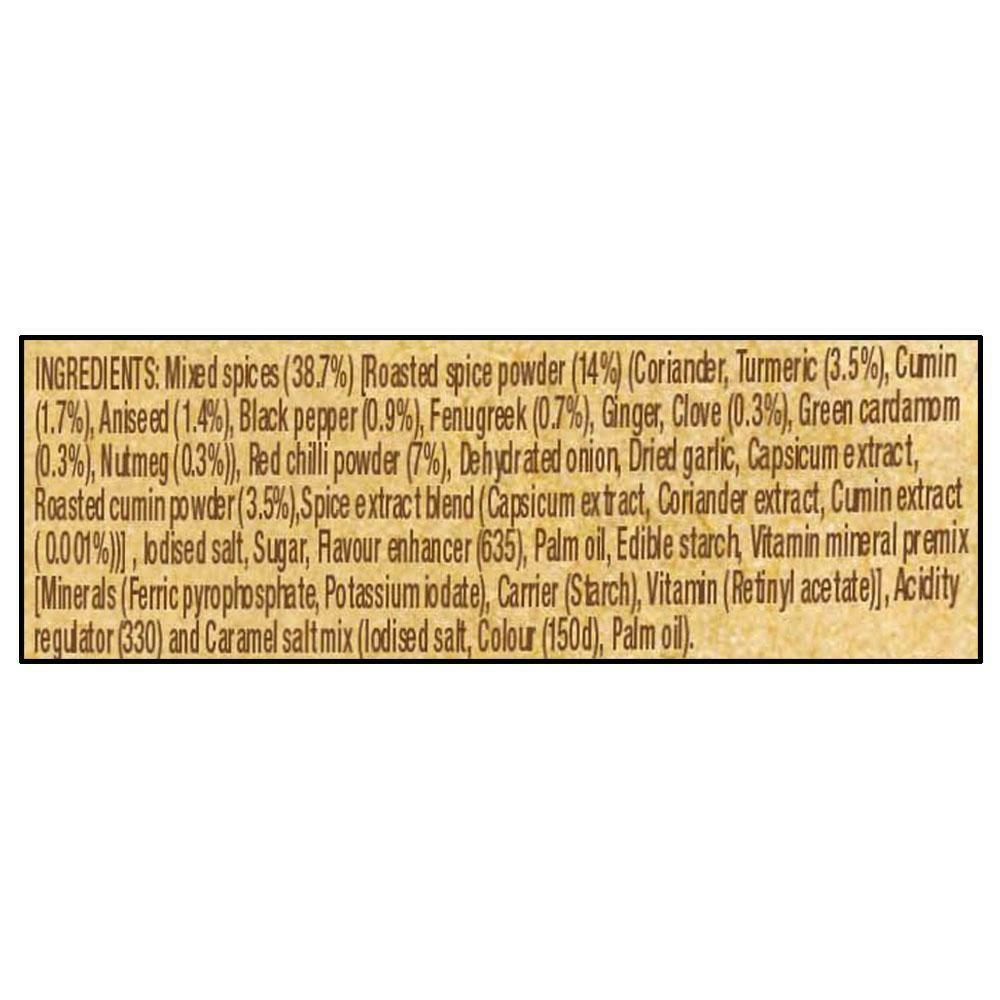 INGREDIENTS: Mixed spices (38.7%) [Roasted spice powder (14%) (Coriander, Turmeric (3.5%), Cumin
(1.7%), Aniseed (1.4%), Black pepper (0.9%), Fenugreek (0.7%), Ginger, Clove (0.3%), Green cardamom
(0.3%), Nutmeg (0.3%)), Red chilli powder (7%), Dehydrated onion, Dried garlic, Capsicum extract,
Roasted cumin powder (3.5%),Spice extract blend (Capsicum extract, Coriander extract, Cumin extract
(0.001%))] , Iodised salt, Sugar, Flavour enhancer (635), Palm oil, Edible starch, Vitamin mineral premix
[Minerals (Ferric pyrophosphate, Potassium iodate), Carrier (Starch), Vitamin (Retinyl acetate)], Acidity
regulator (330) and Caramel salt mix (Iodised salt, Colour (150d), Palm oil).